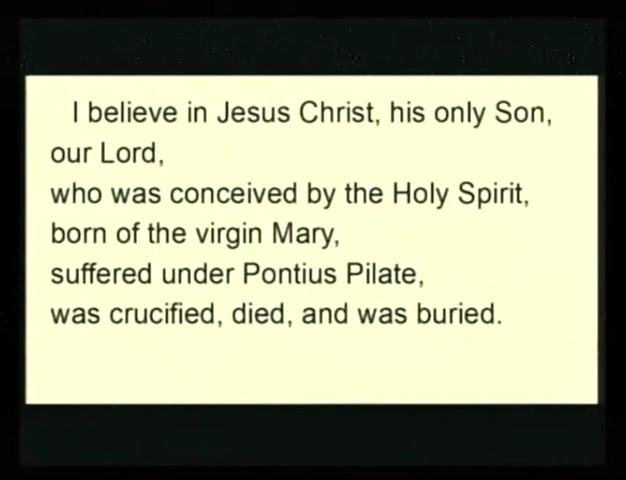 I believe in Jesus Christ, his only Son,
our Lord,
who was conceived by the Holy Spirit,
born of the virgin Mary,
suffered under Pontius Pilate,
was crucified, died, and was buried.